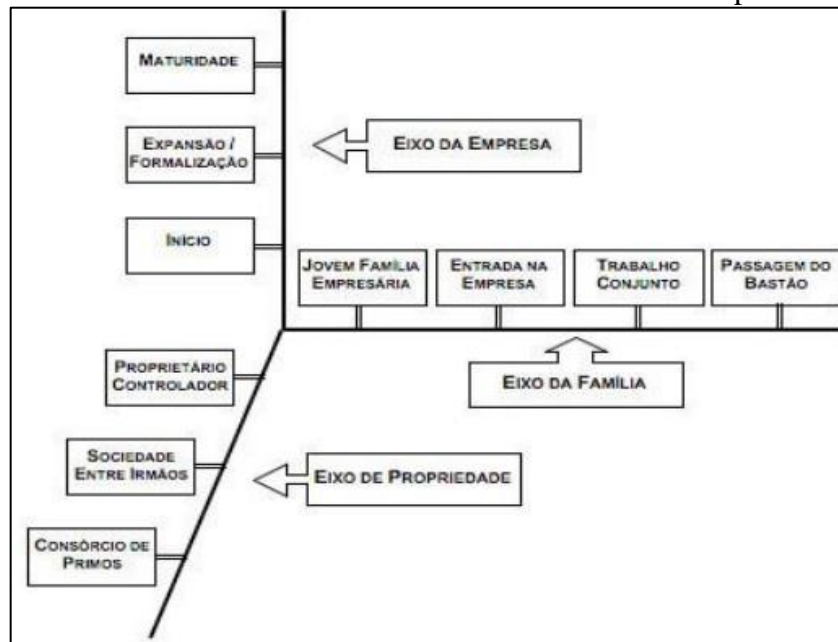 MATURIDADE
EXPANSÃO /
FORMALIZAÇÃO
EIXO DA EMPRESA
INÍCIO
JOVEM FAMÍLIA
EMPRESÁRIA
ENTRADA NA
EMPRESA
TRABALHO
CONJUNTO
PASSAGEM DO
BASTÃO
PROPRIETÁRIO
CONTROLADOR
EIXO DA FAMÍLIA
SOCIEDADE
ENTRE IRMÃOS
EIXO DE PROPRIEDADE
CONSÓRCIO DE
PRIMOS